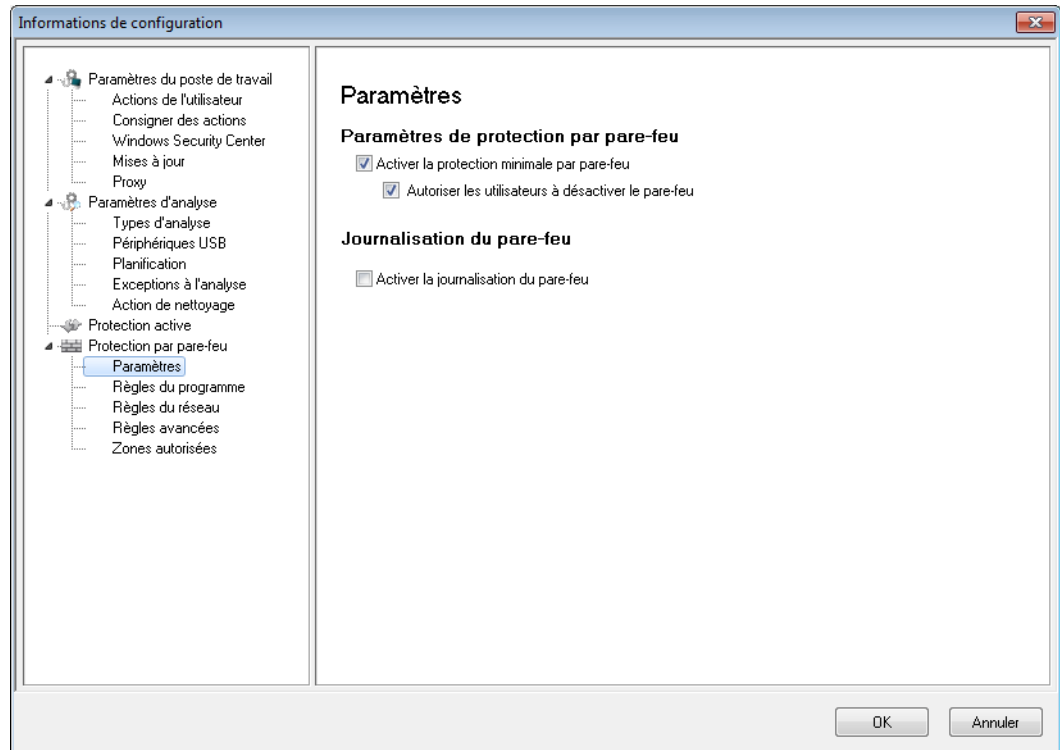 Informations de configuration
Paramètres du poste de travail
Actions de l'utilisateur
Consigner des actions
Windows Security Center
Mises à jour
Proxy
Paramètres d'analyse
Types d'analyse
Périphériques USB
Planification
Exceptions à l'analyse
Action de nettoyage
Protection active
Protection par pare-feu
Paramètres
Règles du programme
Règles du réseau
Règles avancées
Zones autorisées
Paramètres
Paramètres de protection par pare-feu
Activer la protection minimale par pare-feu
Autoriser les utilisateurs à désactiver le pare-feu
Journalisation du pare-feu
Activer la journalisation du pare-feu
OK
Annuler